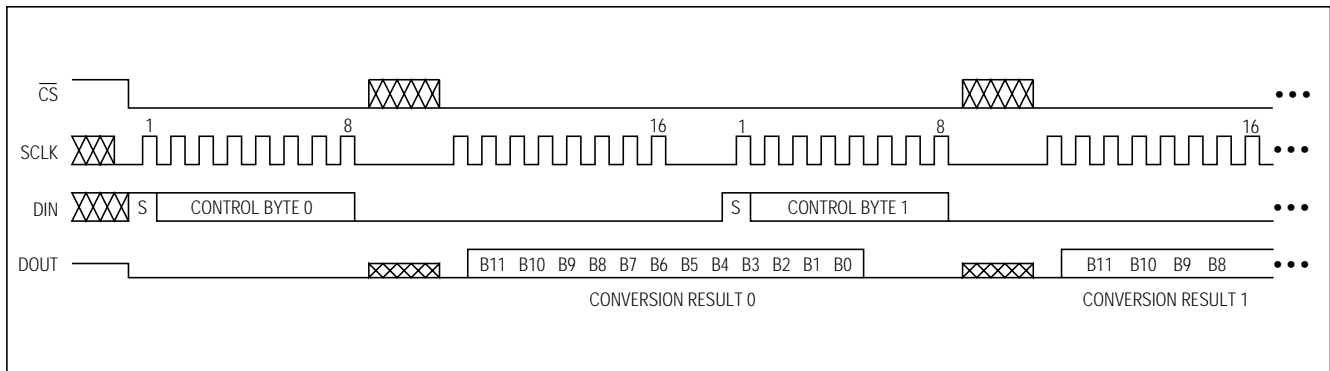 CS
1 8 16 1 8 16
SCLK
DIN S CONTROL BYTE 0 S CONTROL BYTE 1
DOUT B11 B10 B9 B8 B7 B6 B5 B4 B3 B2 B1 B0 B11 B10 B9 B8
CONVERSION RESULT 0 CONVERSION RESULT 1